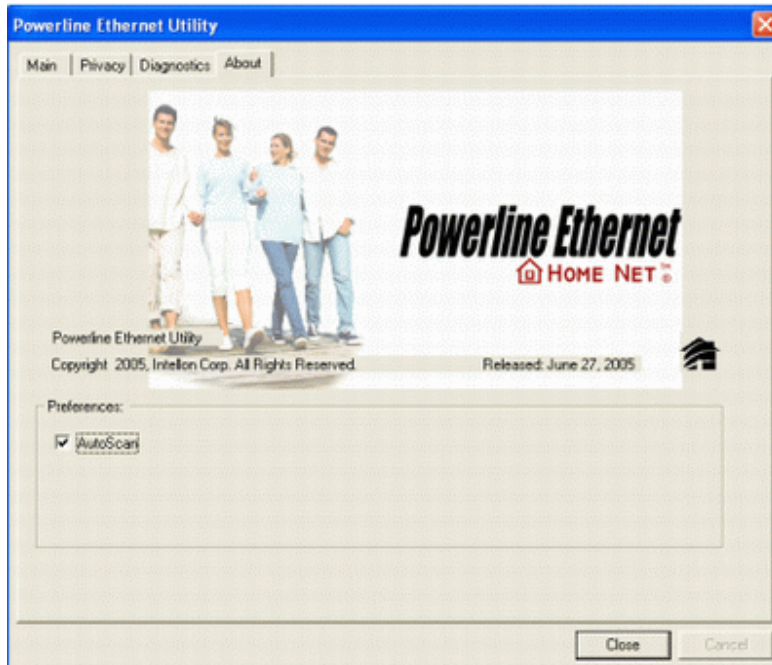 Powerline Ethernet Utility
Main Privacy Diagnostics About
Powerline Ethernet
HOME NET
Powerline Ethernet Utility
Copyright 2005, Intellon Corp. All Rights Reserved.
Released: June 27, 2005
Preferences:
AutoScan
Close Cancel